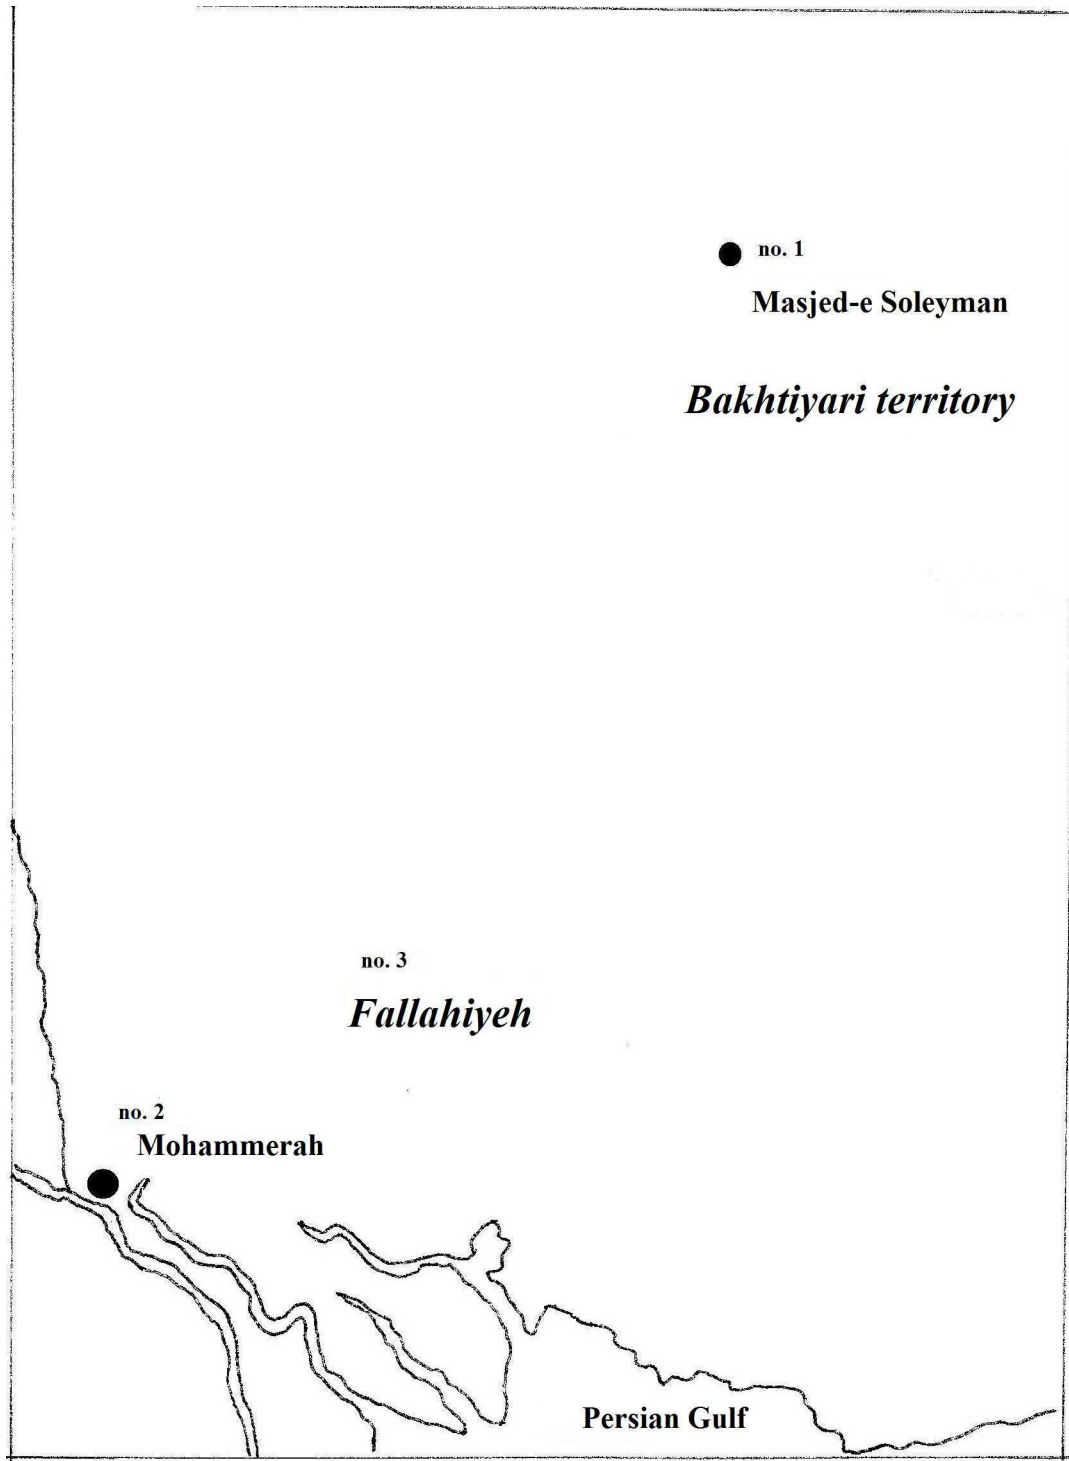 no. 1
Masjed-e Soleyman
Bakhtiyari territory
no. 3
Fallahiyeh
no. 2
Mohammerah
Persian Gulf